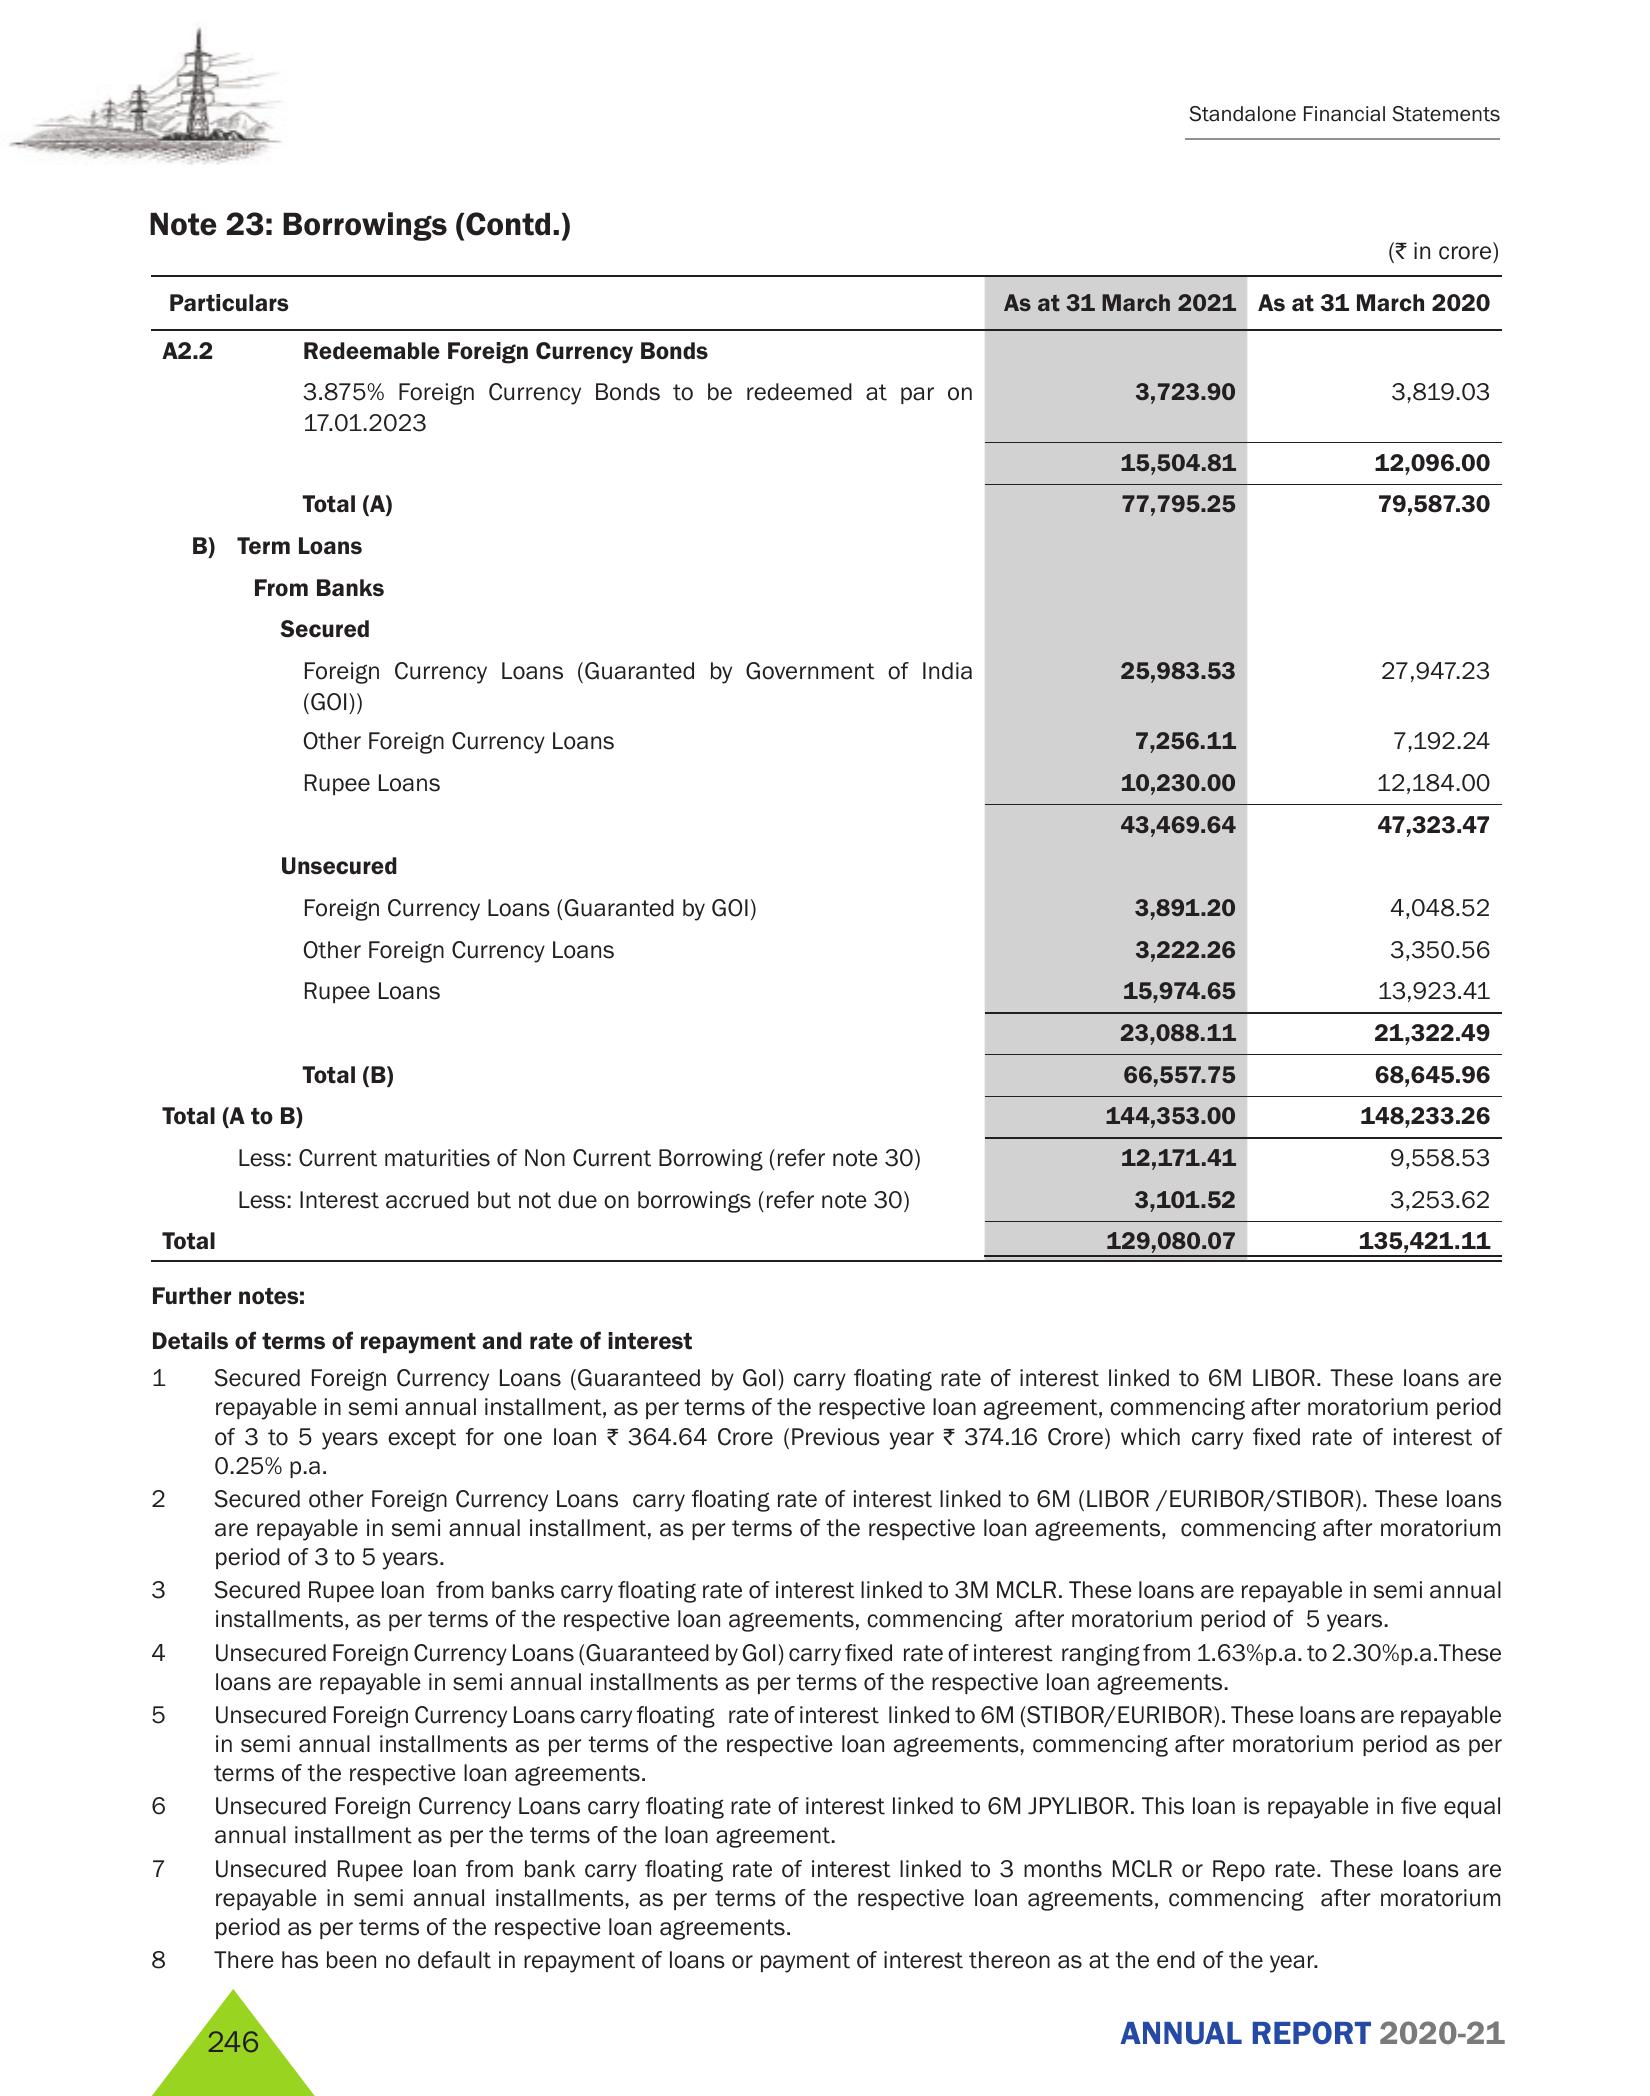 Standalone Financial Statements
Note 23: Borrowings (Contd.)
(₹ in crore)
Particulars As at 31 March 2021 As at 31 March 2020
A2.2 Redeemable Foreign Currency Bonds
3.875% Foreign Currency Bonds to be redeemed at par on 3,723.90 3,819.03
17.01.2023
15,504.81 12,096.00
Total (A) 77,795.25 79,587.30
B) Term Loans
From Banks
Secured
Foreign Currency Loans (Guaranted by Government of India 25,983.53 27,947.23
(GOI))
Other Foreign Currency Loans 7,256.11 7,192.24
Rupee Loans 10,230.00 12,184.00
43,469.64 47,323.47
Unsecured
Foreign Currency Loans (Guaranted by GOI) 3,891.20 4,048.52
Other Foreign Currency Loans 3,222.26 3,350.56
Rupee Loans 15,974.65 13,923.41
23,088.11 21,322.49
Total (B) 66,557.75 68,645.96
Total (A to B) 144,353.00 148,233.26
Less: Current maturities of Non Current Borrowing (refer note 30) 12,171.41 9,558.53
Less: Interest accrued but not due on borrowings (refer note 30) 3,101.52 3,253.62
Total 129,080.07 135,421.11
Further notes:
Details of terms of repayment and rate of interest
1 Secured Foreign Currency Loans (Guaranteed by GoI) carry floating rate of interest linked to 6M LIBOR. These loans are
repayable in semi annual installment, as per terms of the respective loan agreement, commencing after moratorium period
of 3 to 5 years except for one loan ₹ 364.64 Crore (Previous year ₹ 374.16 Crore) which carry fixed rate of interest of
0.25% p.a.
2 Secured other Foreign Currency Loans carry floating rate of interest linked to 6M (LIBOR /EURIBOR/STIBOR). These loans
are repayable in semi annual installment, as per terms of the respective loan agreements, commencing after moratorium
period of 3 to 5 years.
3 Secured Rupee loan from banks carry floating rate of interest linked to 3M MCLR. These loans are repayable in semi annual
installments, as per terms of the respective loan agreements, commencing after moratorium period of 5 years.
4 Unsecured Foreign Currency Loans (Guaranteed by GoI) carry fixed rate of interest ranging from 1.63%p.a. to 2.30%p.a.These
loans are repayable in semi annual installments as per terms of the respective loan agreements.
5 Unsecured Foreign Currency Loans carry floating rate of interest linked to 6M (STIBOR/EURIBOR). These loans are repayable
in semi annual installments as per terms of the respective loan agreements, commencing after moratorium period as per
terms of the respective loan agreements.
6 Unsecured Foreign Currency Loans carry floating rate of interest linked to 6M JPYLIBOR. This loan is repayable in five equal
annual installment as per the terms of the loan agreement.
7 Unsecured Rupee loan from bank carry floating rate of interest linked to 3 months MCLR or Repo rate. These loans are
repayable in semi annual installments, as per terms of the respective loan agreements, commencing after moratorium
period as per terms of the respective loan agreements.
8 There has been no default in repayment of loans or payment of interest thereon as at the end of the year.
246
ANNUAL REPORT 2020-21